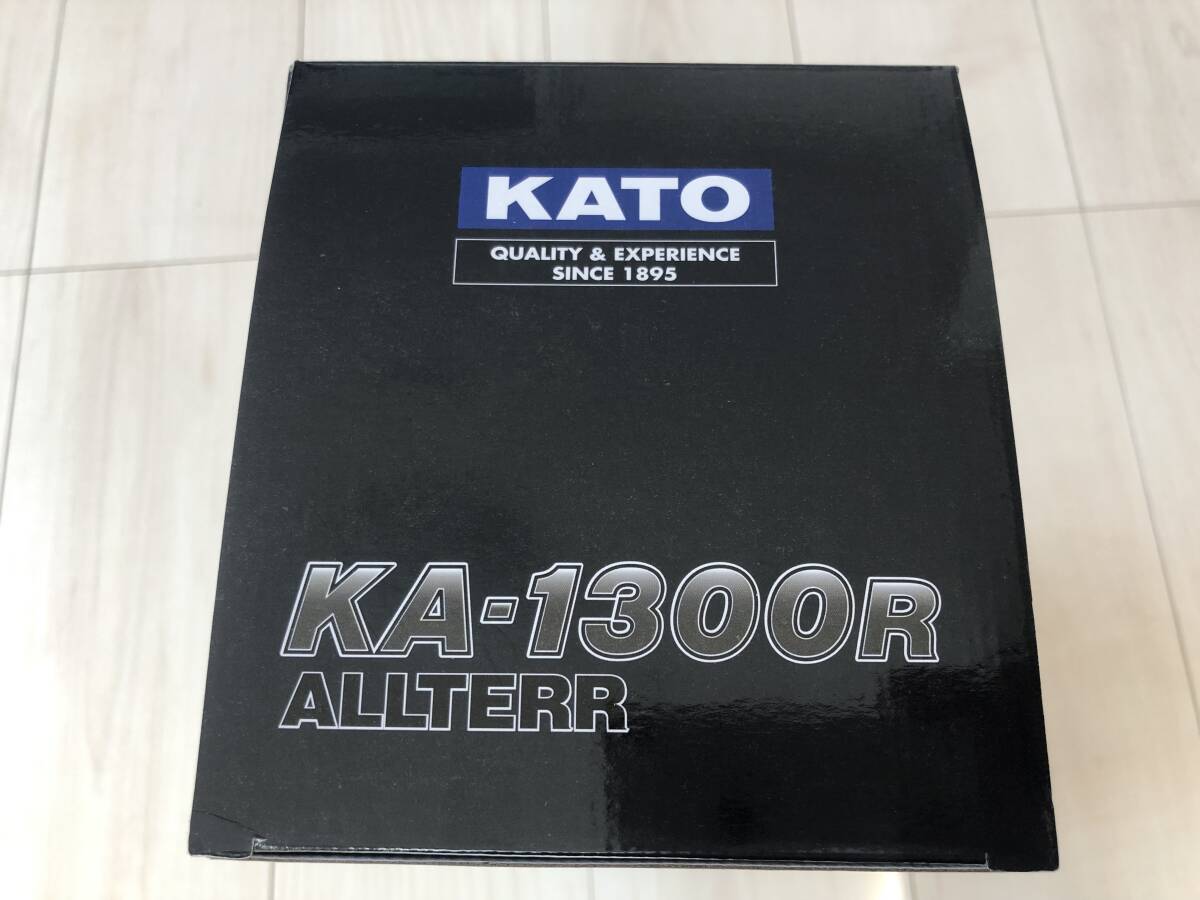 KATO
QUALITY & EXPERIENCE
SINCE 1895
KA-1300R
ALLTERR